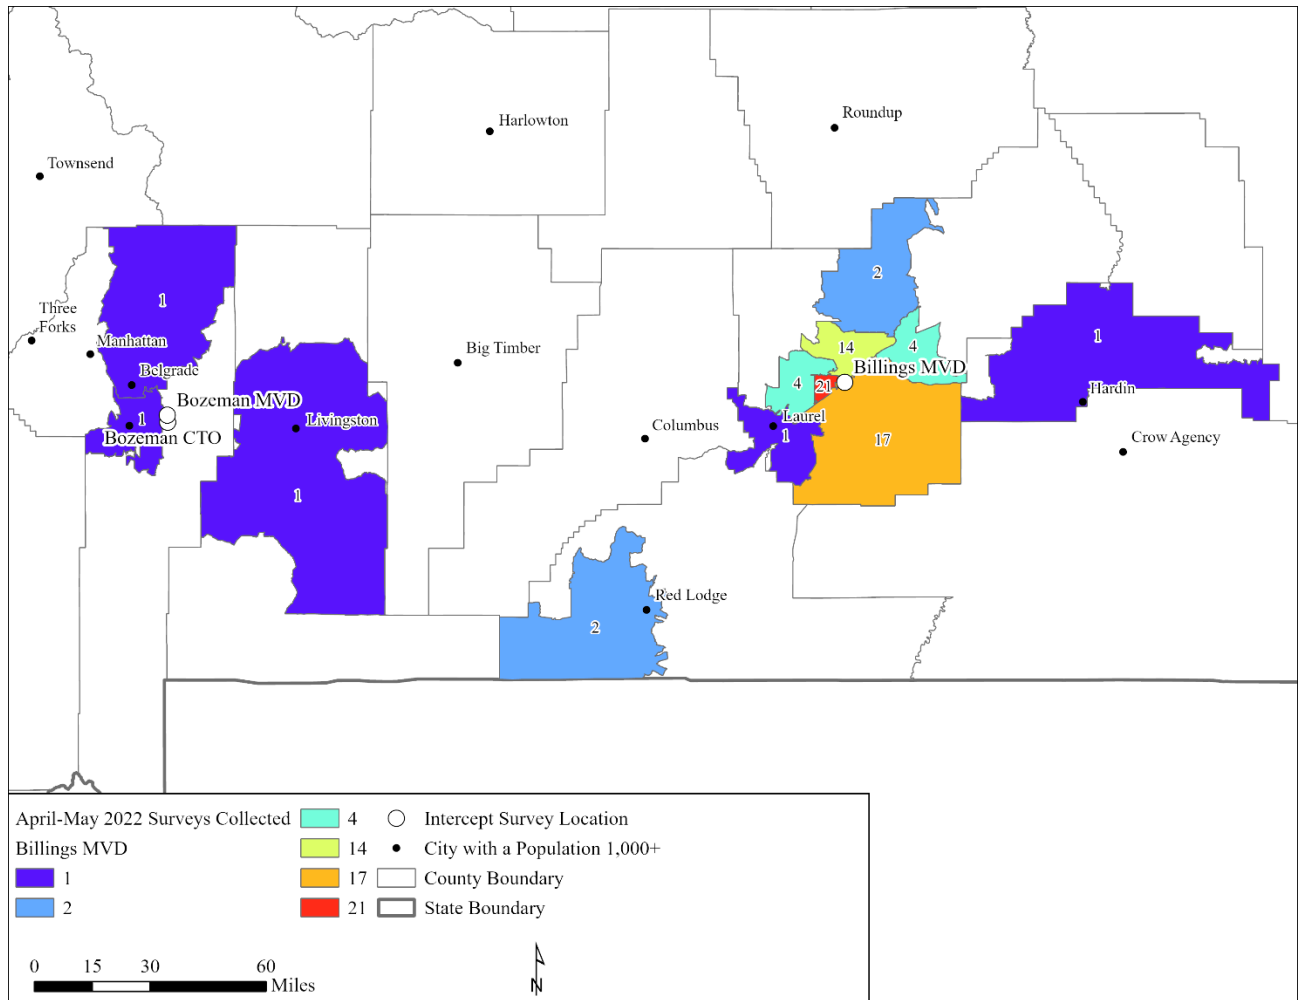 Harlowton
Roundup
Townsend
2
1
1
Three
Forks
Manhattan
Big Timber
14
4
Billings MVD
Belgrade
4
21
Hardin
Bozeman MVD
1
Livingston
Laurel
Columbus
1
17
Crow Agency
Bozeman CTO
1
Red Lodge
2
April-May 2022 Surveys Collected
Billings MVD
1
2
4
14
17
21
Intercept Survey Location
City with a Population 1,000+
County Boundary
State Boundary
0 15 30 60
Miles
N